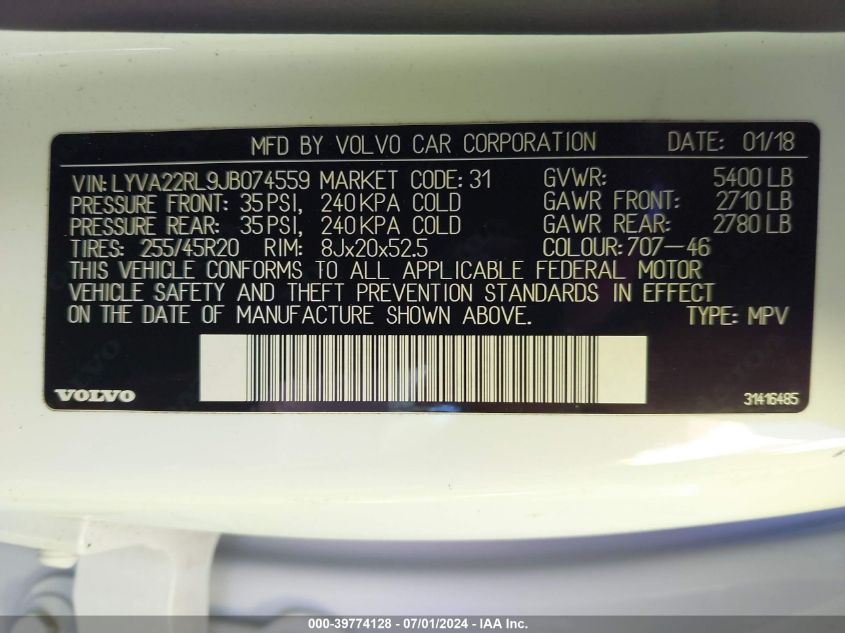 MFD BY VOLVO CAR CORPORATION DATE: 01/18
VIN: LYVA22RL9JB074559 MARKET CODE: 31 GVWR: 5400 LB
PRESSURE FRONT: 35 PSI, 240 KPA COLD GAWR FRONT: 2710 LB
PRESSURE REAR: 35 PSI, 240 KPA COLD GAWR REAR: 2780 LB
TIRES: 255/45R20 RIM: 8Jx20x52.5 COLOUR: 707-46
THIS VEHICLE CONFORMS TO ALL APPLICABLE FEDERAL MOTOR
VEHICLE SAFETY AND THEFT PREVENTION STANDARDS IN EFFECT
ON THE DATE OF MANUFACTURE SHOWN ABOVE. TYPE: MPV
VOLVO 31416485
000-39774128 - 07/01/2024 - IAA Inc.